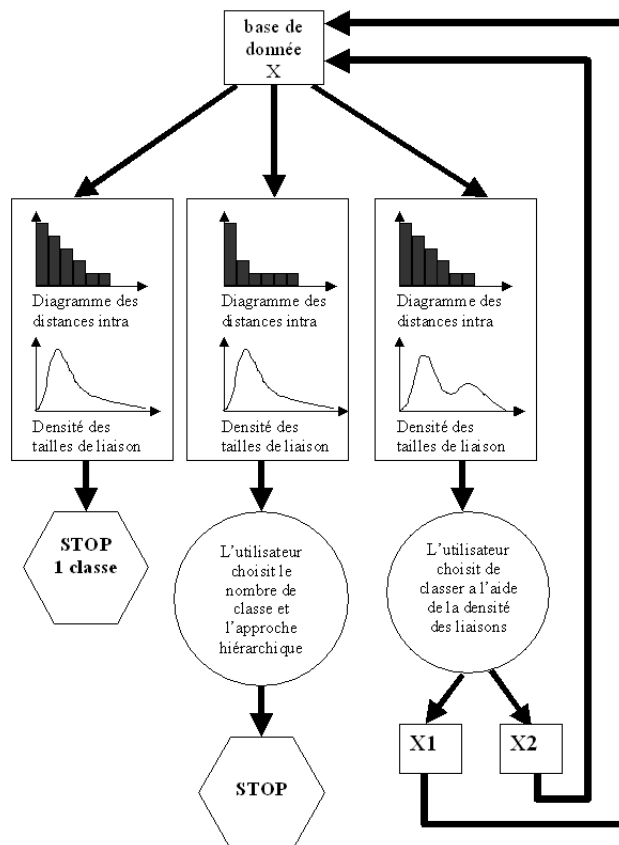 base de
donnée
X
Diagramme des
distances intra
Densité des
tailles de liaison
Diagramme des
distances intra
Densité des
tailles de liaison
Diagramme des
distances intra
Densité des
tailles de liaison
STOP
1 classe
L'utilisateur
choisit le
nombre de
classe et
l'approche
hiérarchique
L'utilisateur
choisit de
classer a l'aide
de la densité
des liaisons
X1
X2
STOP